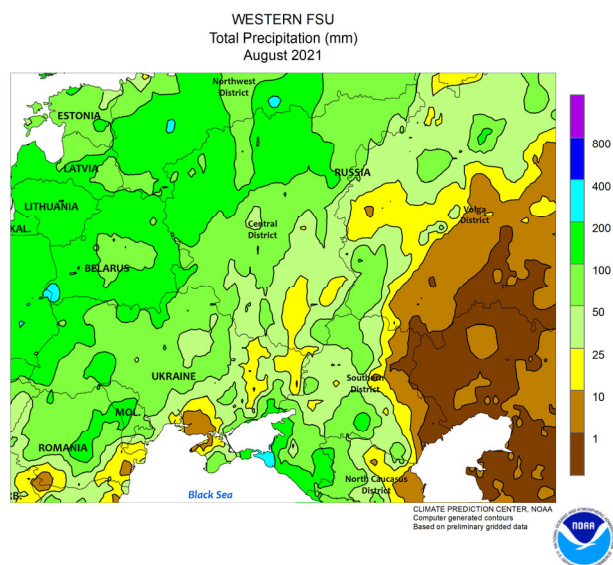 WESTERN FSU
Total Precipitation (mm)
August 2021
Northwest
District
ESTONIA
LATVIA
RUSSIA
LITHUANIA
Volga
District
KAL.
Central
District
BELARUS
UKRAINE
Southern
District
MOL.
ROMANIA
North Caucasus
District
RB.
Black Sea
800
400
200
100
50
25
10
1
CLIMATE PREDICTION CENTER, NOAA
Computer generated contours
Based on preliminary gridded data
NOAA